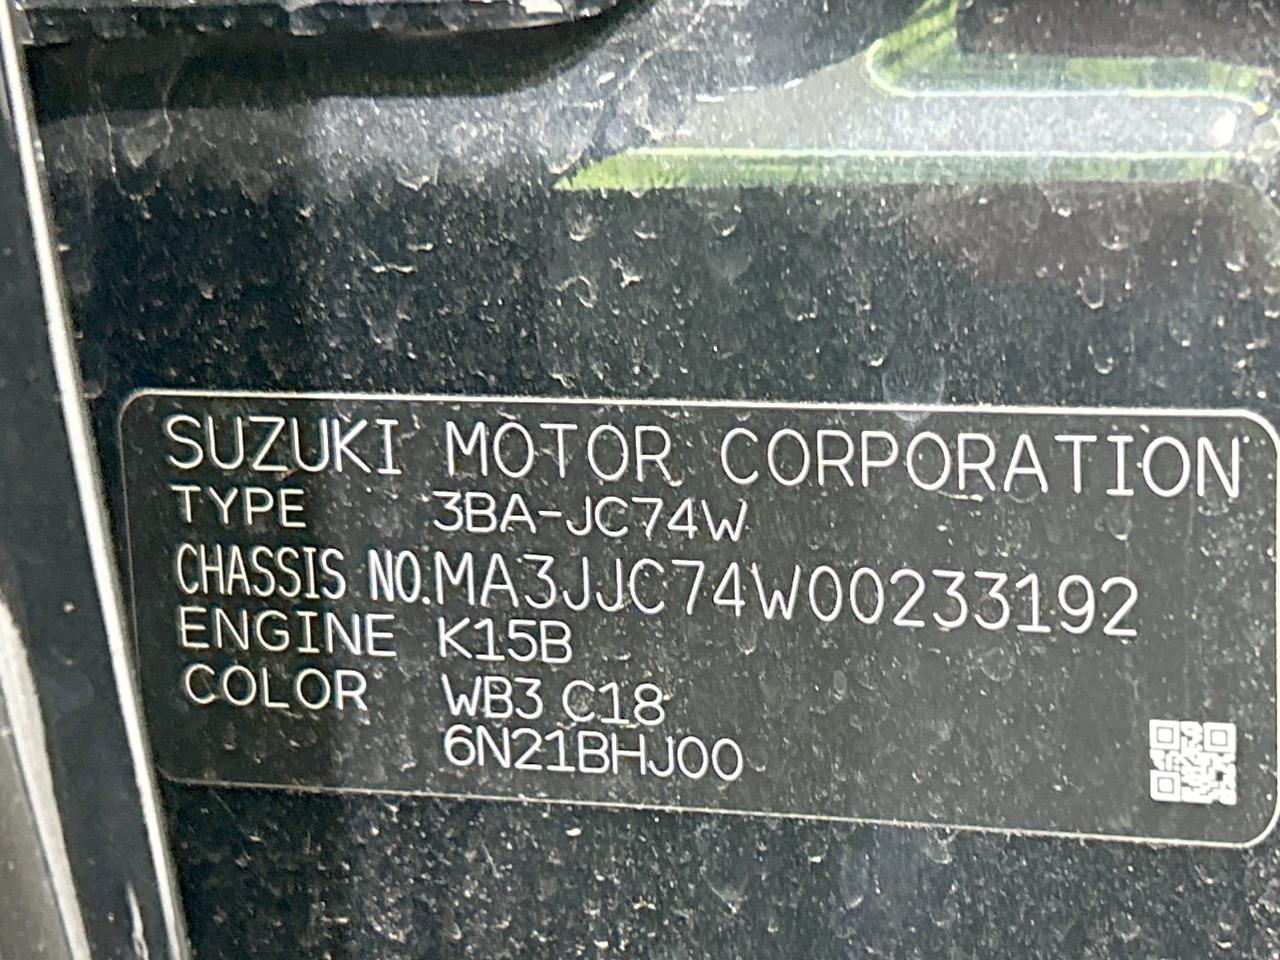 SUZUKI MOTOR CORPORATION
TYPE 3BA-JC74W
CHASSIS NO. MA3JJC74W00233192
ENGINE K15B
COLOR WB3 C18
6N21BHJ00